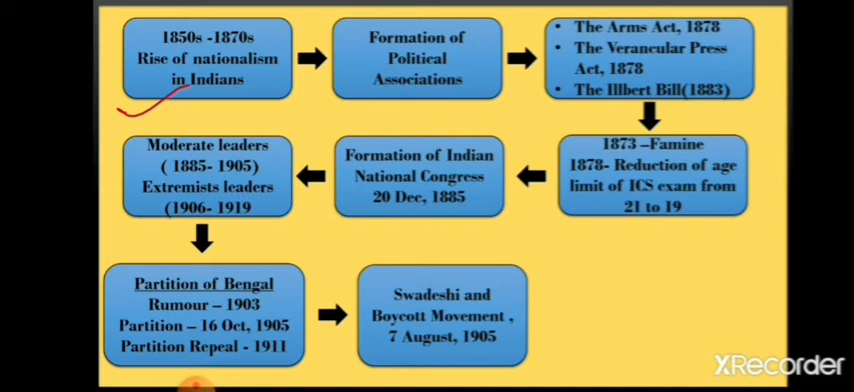 1850s -1870s
Rise of nationalism
in Indians
Formation of
Political
Associations
• The Arms Act, 1878
• The Verancular Press
Act, 1878
• The Illbert Bill(1883)
1873 –Famine
1878- Reduction of age
limit of ICS exam from
21 to 19
Formation of Indian
National Congress
20 Dec, 1885
Moderate leaders
( 1885- 1905)
Extremists leaders
(1906- 1919
Partition of Bengal
Rumour – 1903
Partition – 16 Oct, 1905
Partition Repeal - 1911
Swadeshi and
Boycott Movement ,
7 August, 1905
XRecorder